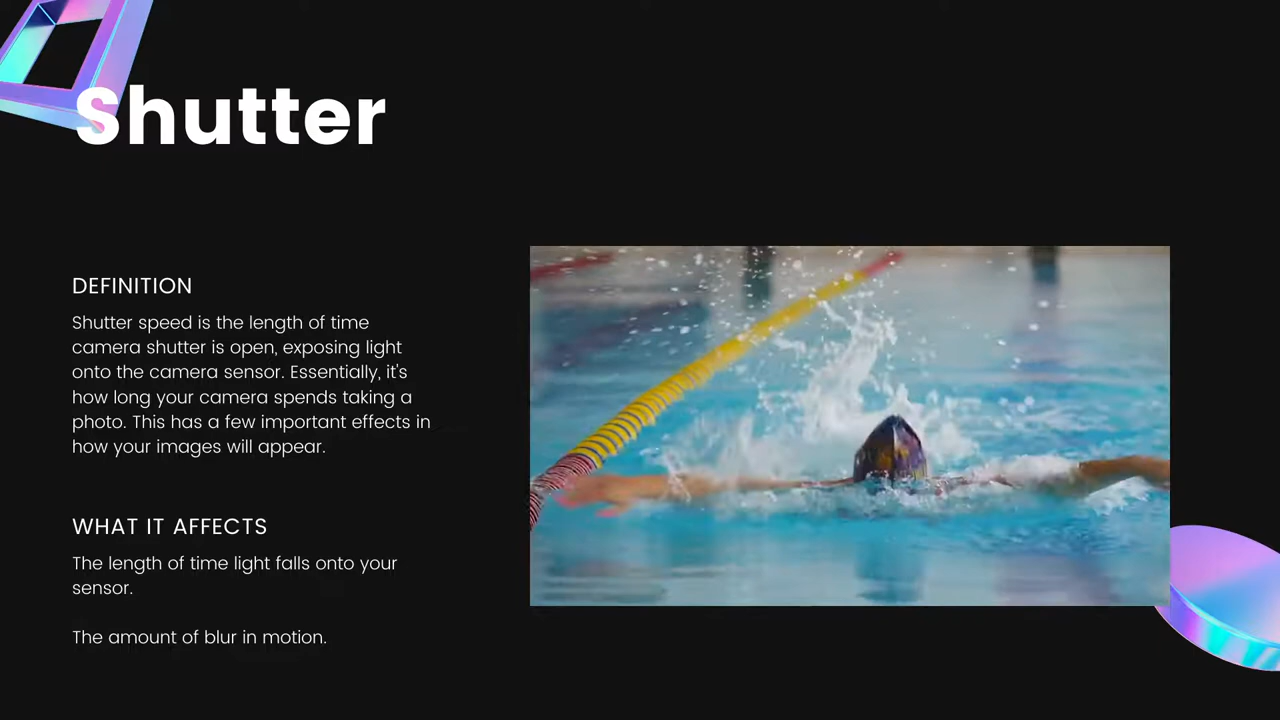 Shutter
DEFINITION
Shutter speed is the length of time
camera shutter is open, exposing light
onto the camera sensor. Essentially, it's
how long your camera spends taking a
photo. This has a few important effects in
how your images will appear.
WHAT IT AFFECTS
The length of time light falls onto your
sensor.
The amount of blur in motion.